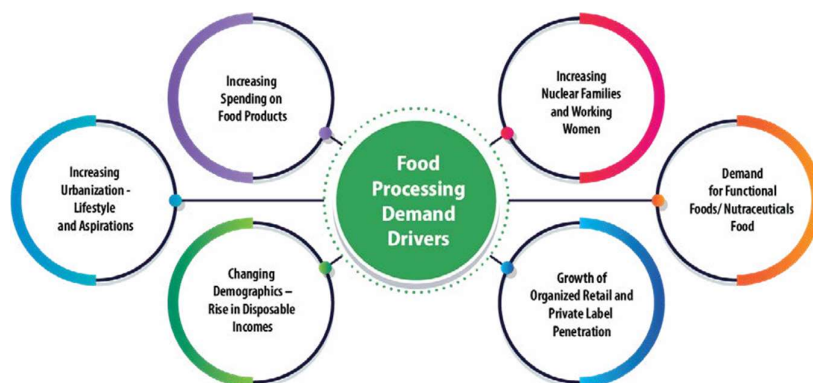 Increasing
Spending on
Food Products
Increasing
Nuclear Families
and Working
Women
Increasing
Urbanization -
Lifestyle
and Aspirations
Food
Processing
Demand
Drivers
Demand
for Functional
Foods/ Nutraceuticals
Food
Changing
Demographics –
Rise in Disposable
Incomes
Growth of
Organized Retail and
Private Label
Penetration